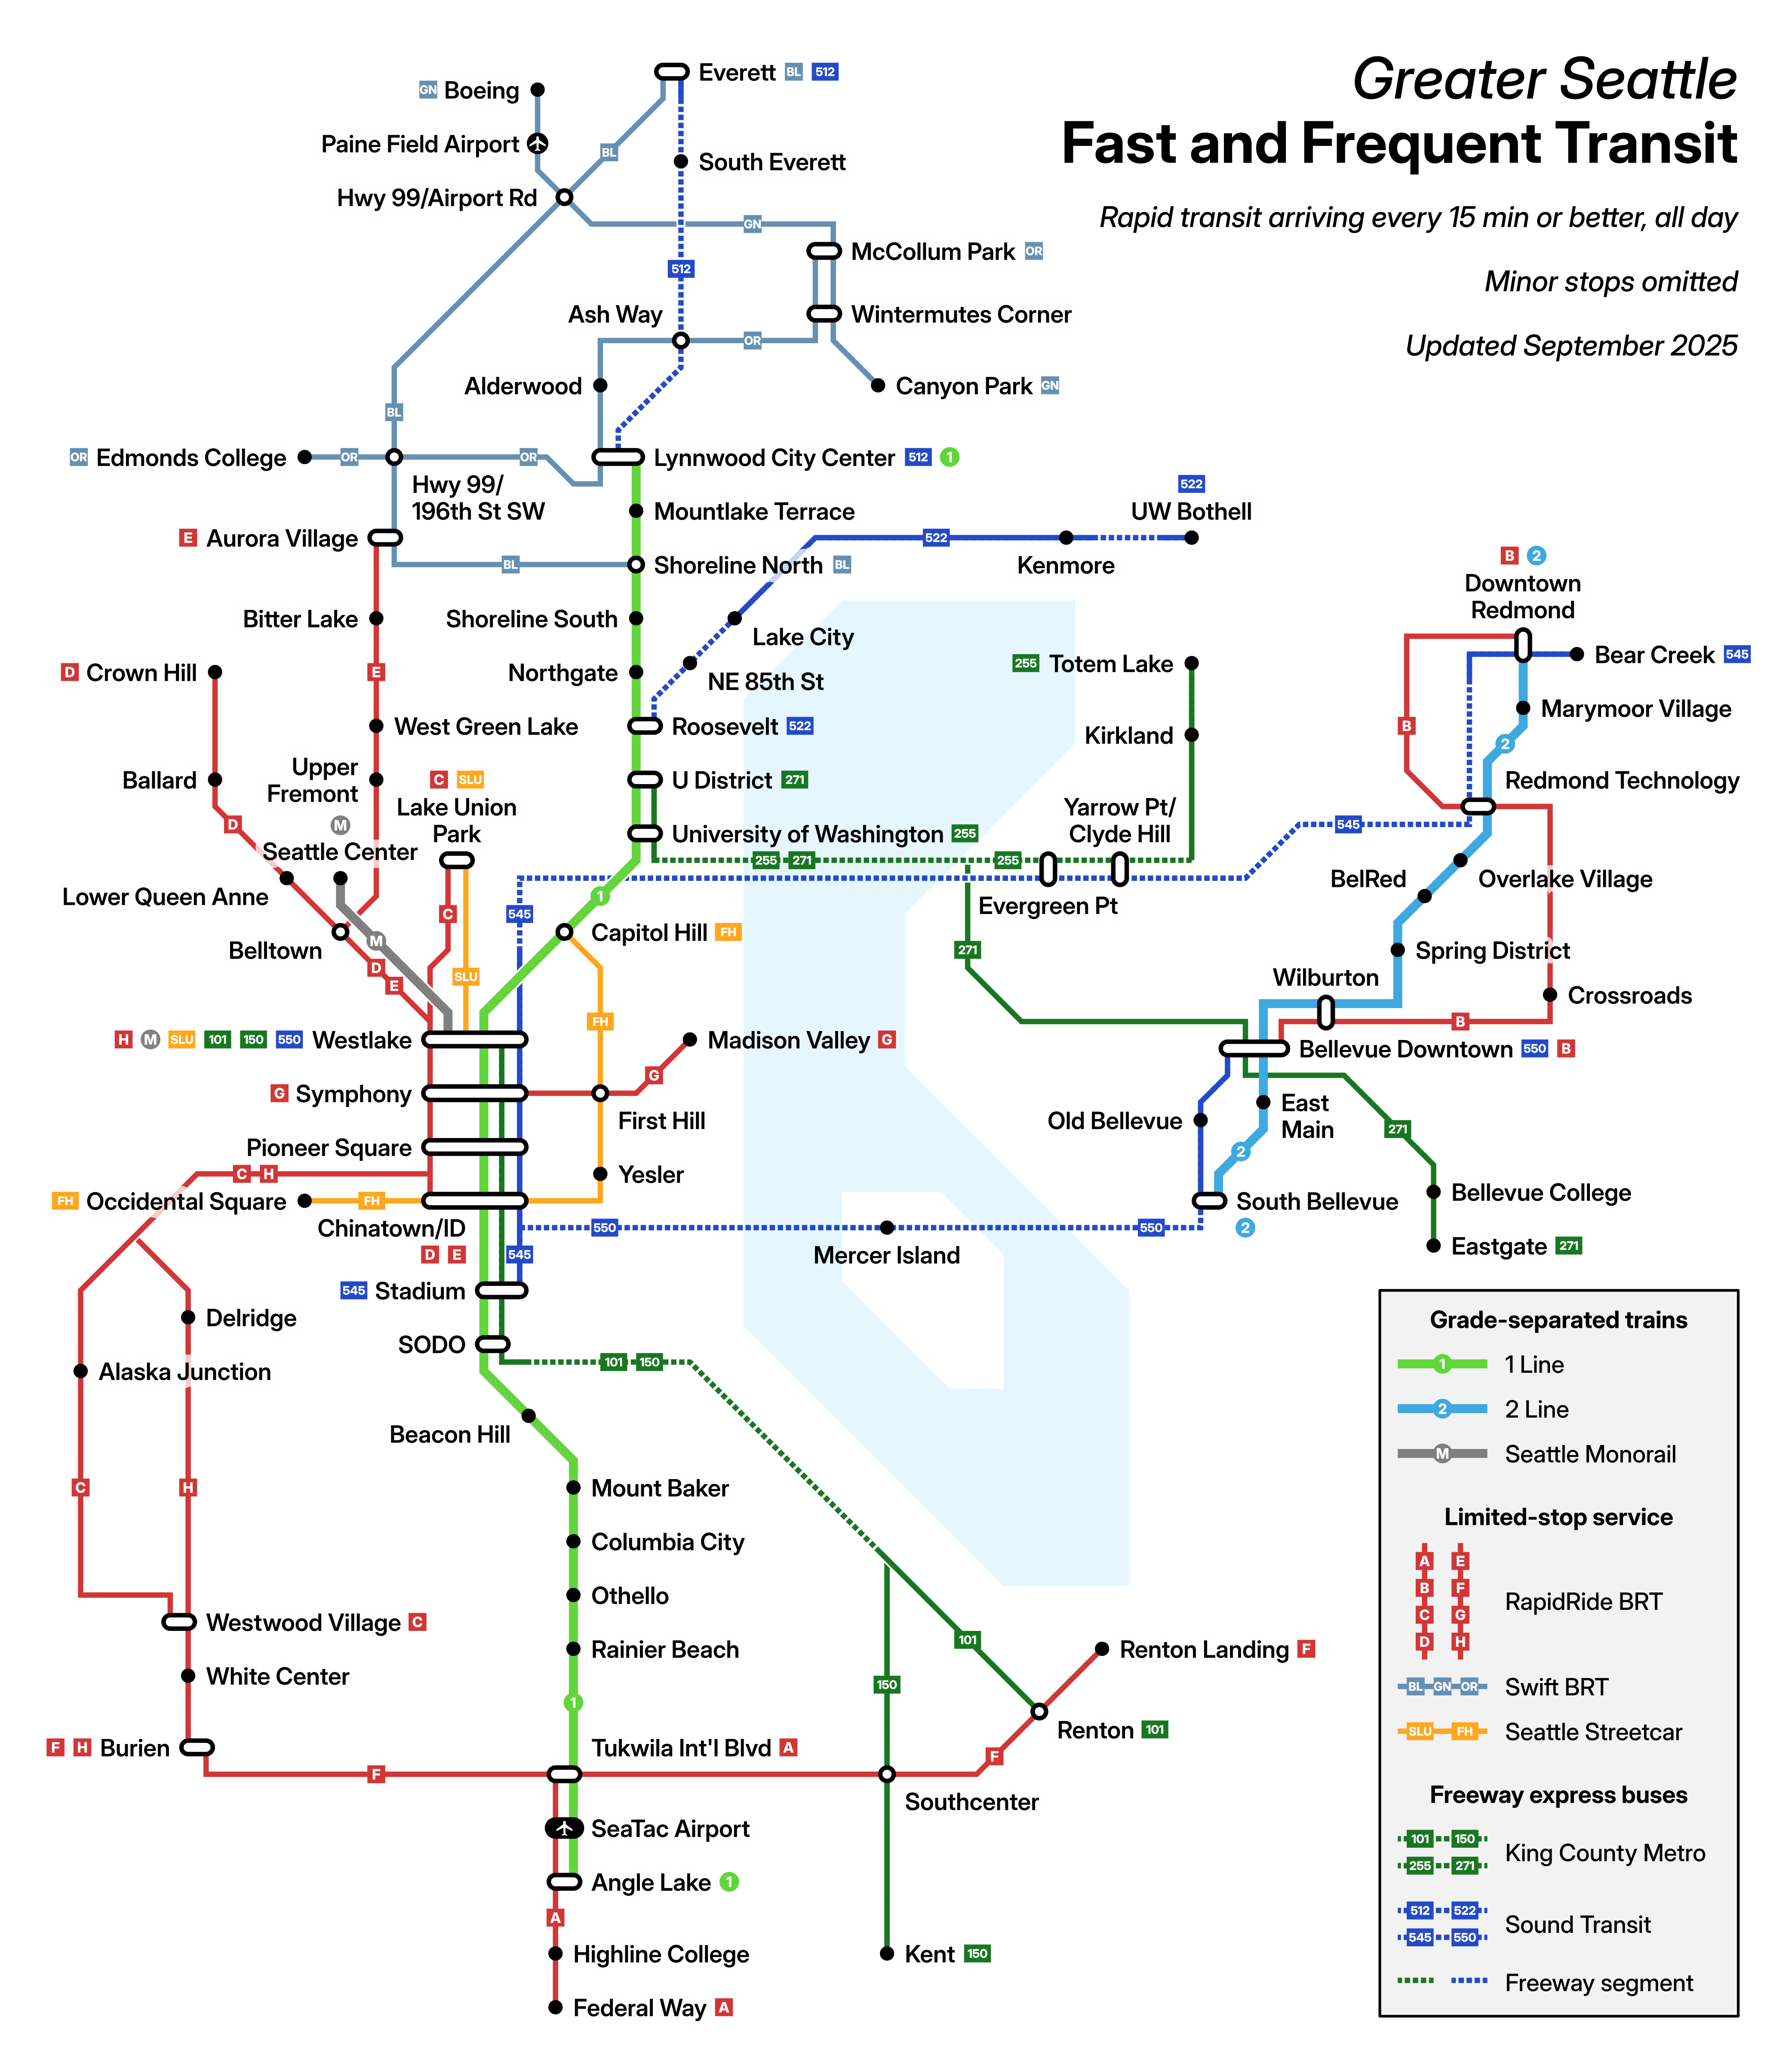 Greater Seattle
Fast and Frequent Transit
Rapid transit arriving every 15 min or better, all day
Minor stops omitted
Updated September 2025
Everett BL 512
GN Boeing
Paine Field Airport
BL
South Everett
Hwy 99/Airport Rd
GN
McCollum Park OR
512
Ash Way
Wintermutes Corner
OR
Alderwood
Canyon Park GN
BL
OR Edmonds College OR OR
Lynnwood City Center 512 1
Hwy 99/
196th St SW
522
Mountlake Terrace
UW Bothell
E Aurora Village
522
BL
Shoreline North BL
Kenmore
B 2
Downtown
Redmond
Bitter Lake
Shoreline South
Lake City
Bear Creek 545
D Crown Hill
E
Northgate
NE 85th St
255 Totem Lake
Marymoor Village
West Green Lake
Roosevelt 522
Kirkland
B
2
Ballard
Upper
Fremont
C SLU
Lake Union
Park
U District 271
Redmond Technology
D
M
Seattle Center
University of Washington 255
Yarrow Pt/
Clyde Hill
545
255 271 255
Lower Queen Anne
1
BelRed
Overlake Village
C
545
Evergreen Pt
Belltown
M
Capitol Hill FH
271
Spring District
D
E
SLU
Wilburton
Crossroads
FH
B
H M SLU 101 150 550 Westlake
Madison Valley G
Bellevue Downtown 550 B
G
G Symphony
First Hill
Old Bellevue
East
Main
271
Pioneer Square
2
C H
Yesler
FH Occidental Square FH
South Bellevue
2
Bellevue College
Chinatown/ID
D E
550 550
Mercer Island
545
Eastgate 271
545 Stadium
Delridge
SODO
101 150
Alaska Junction
Beacon Hill
C
H
Mount Baker
Columbia City
Othello
Westwood Village C
Rainier Beach
101
Renton Landing F
White Center
150
1
Renton 101
F H Burien
Tukwila Int'l Blvd A
F
F
Southcenter
SeaTac Airport
Angle Lake 1
A
Highline College
Kent 150
Federal Way A
Grade-separated trains
1 1 Line
2 2 Line
M Seattle Monorail
Limited-stop service
A E
B F
C G
D H
RapidRide BRT
BL GN OR Swift BRT
SLU FH Seattle Streetcar
Freeway express buses
101 150
255 271
King County Metro
512 522
545 550
Sound Transit
Freeway segment